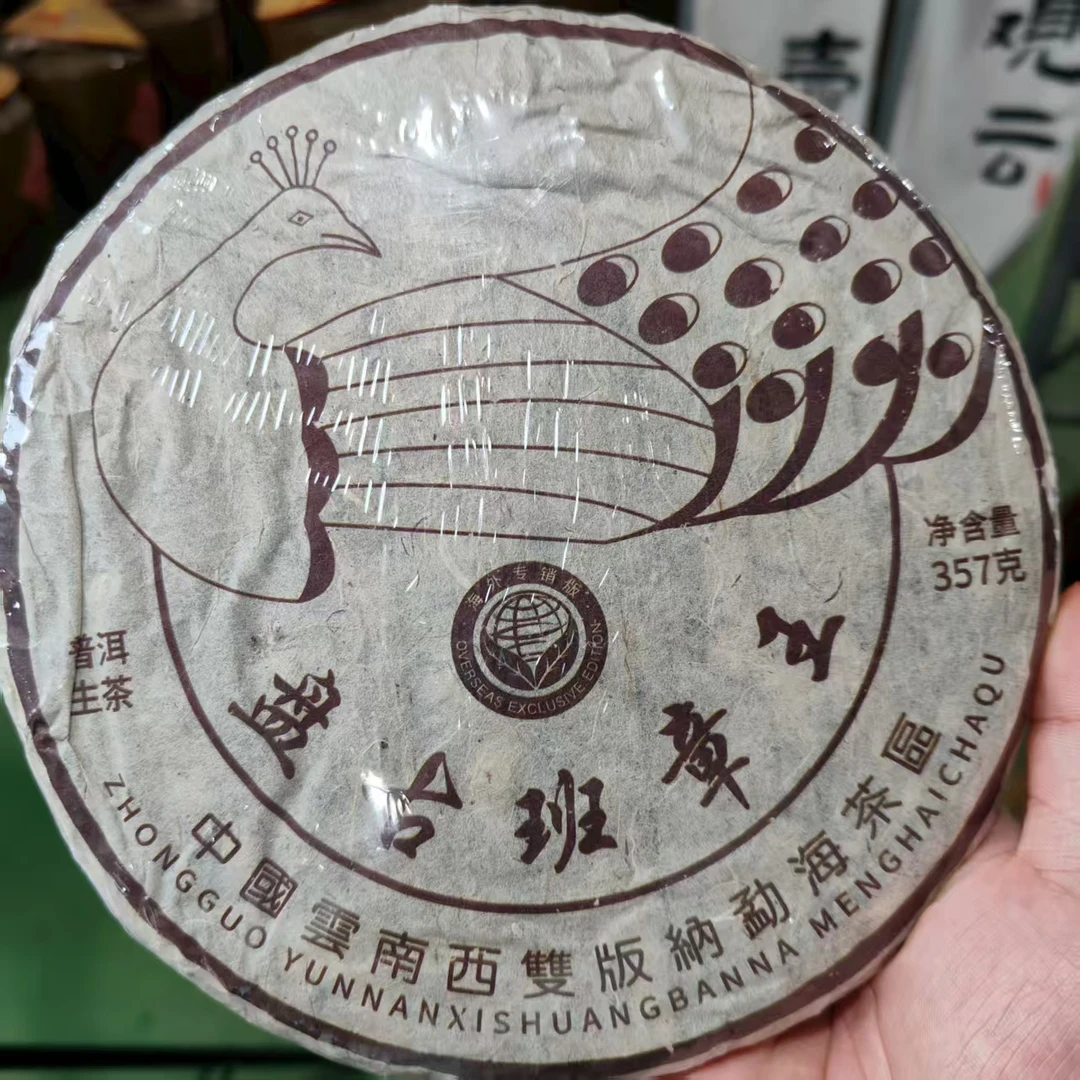 净含量
357克
普洱
生茶
海外专销版
OVERSEAS EXCLUSIVE EDITION
班章王
中國雲南西雙版納勐海茶區
ZHONGGUO YUNNANXISHUANGBANNA MENGHAICHAQU